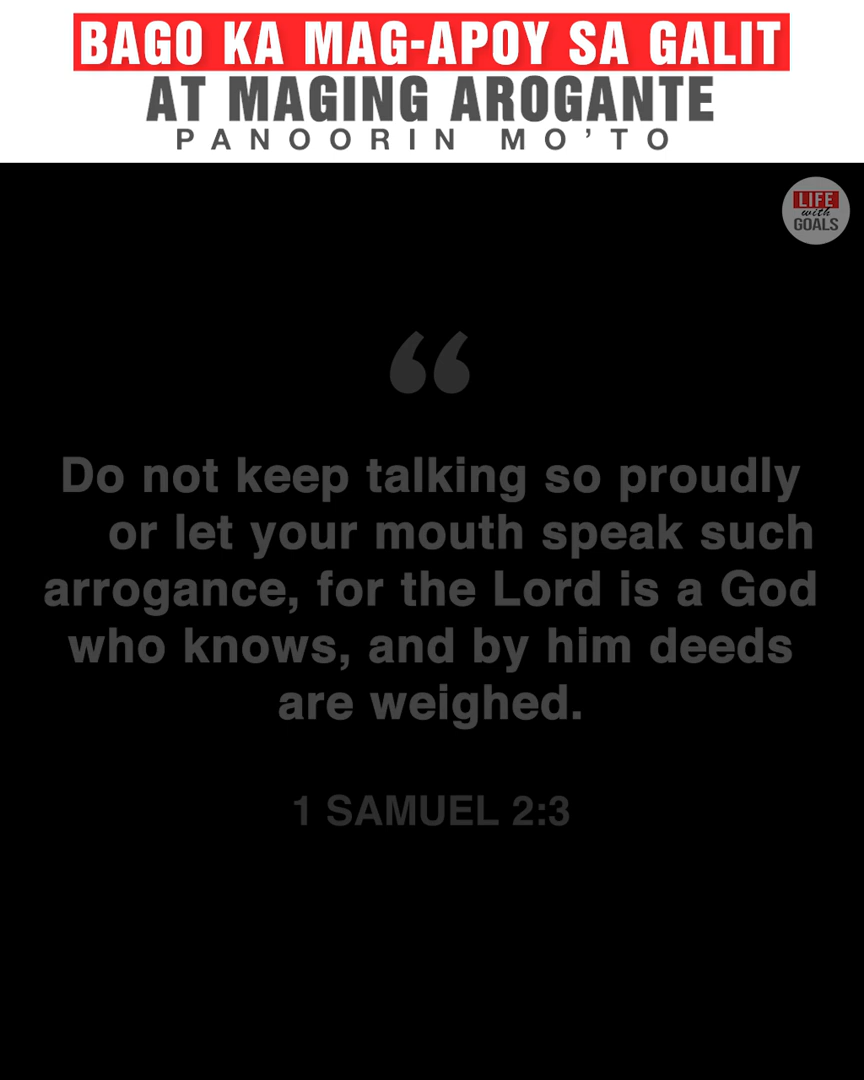 BAGO KA MAG-APOY SA GALIT
AT MAGING AROGANTE
PANOORIN MO'TO
LIFE
with
GOALS
“
Do not keep talking so proudly
or let your mouth speak such
arrogance, for the Lord is a God
who knows, and by him deeds
are weighed.
1 SAMUEL 2:3